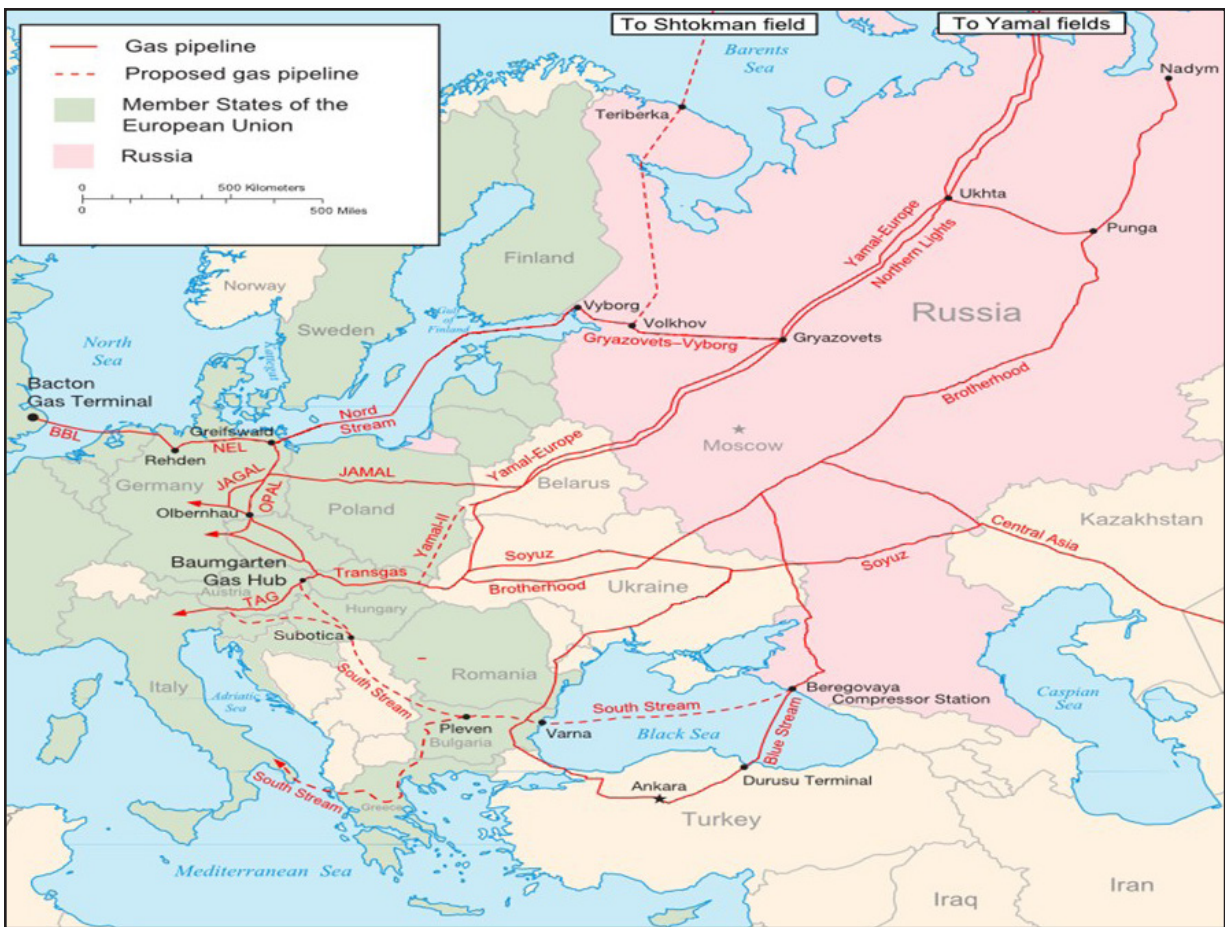 To Shtokman field
To Yamal fields
Gas pipeline
Proposed gas pipeline
Member States of the
European Union
Russia
0
500 Kilometers
0
500 Miles
Barents
Sea
Nadym
Teriberka
Ukhta
Punga
Yamal-Europe
Northern Lights
Finland
Norway
Sweden
Russia
Vyborg
Gulf
of
Finland
Volkhov
Gryazovets
Gryazovets–Vyborg
North
Sea
Kattegat
Bacton
Gas Terminal
BBL
Greifswald
Nord
Stream
Brotherhood
NEL
Rehden
Moscow
Yamal-Europe
JAGAL
JAMAL
Germany
OPAL
Belarus
Poland
Olbernhau
Yamal-II
Central Asia
Kazakhstan
Baumgarten
Gas Hub
Transgas
Soyuz
Soyuz
Brotherhood
Ukraine
Austria
TAG
Hungary
Subotica
Romania
Italy
Adriatic
Sea
South Stream
Beregovaya
Compressor Station
Caspian
Sea
South Stream
Pleven
Bulgaria
Varna
Black Sea
Blue Stream
Durusu Terminal
South Stream
Greece
Ankara
Turkey
Mediterranean Sea
Iraq
Iran